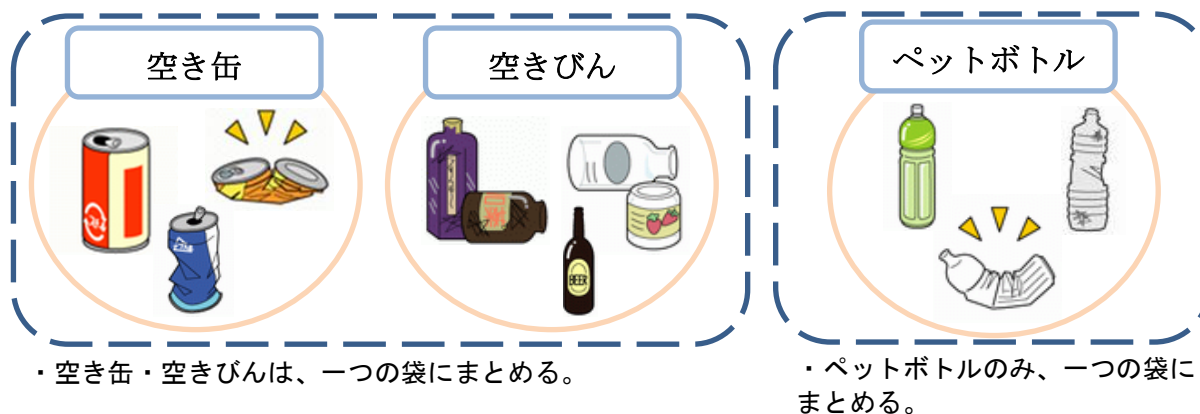 空き缶
空きびん
ペットボトル
BEER
・空き缶・空きびんは、一つの袋にまとめる。
・ペットボトルのみ、一つの袋に
まとめる。